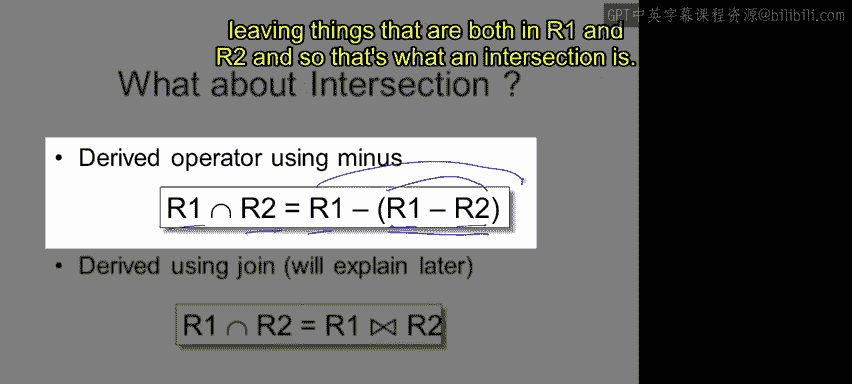 GPT中英字幕课程资源@bilibili.com
leaving things that are both in R1 and
R2 and so that's what an intersection is.
What about Intersection ?
• Derived operator using minus
R1 ∩ R2 = R1 – (R1 – R2)
• Derived using join (will explain later)
R1 ∩ R2 = R1 ⋈ R2